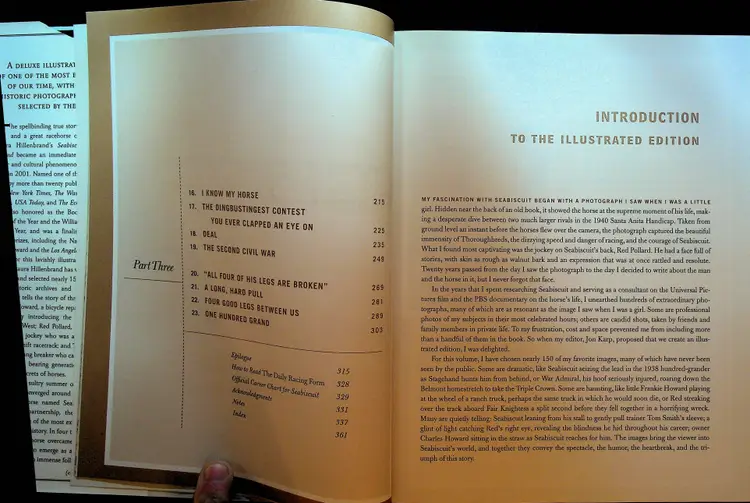 A DELUXE ILLUSTRAT
OF ONE OF THE MOST B
OF OUR TIME, WITH
HISTORIC PHOTOGRAPH
SELECTED BY THE
he spellbinding true stor
and a great racehorse c
ra Hillenbrand's Seabisc
and became an immediate
and cultural phenomeno
in 2001. Named one of t
by more than twenty publ
New York Times, The Was
USA Today, and The Ec
so honored as the Boo
of the Year and the Willia
Year, and was a finalis
rizes, including the Na
ward and the Los Angel
r this lavishly illustra
aura Hillenbrand has
and selected nearly 15
toric archives and
tells the story of the
oward, a bicycle rep
introducing the
West; Red Pollard,
jockey who was a
ft racetrack; and
ng breaker who ca
bearing generati
crets of horses.
sultry summer o
verged around
horse named Sea
partnership, the
of the most ex
istory. In four
horse overcame
to emerge as a
immense foll
Part Three
16. I KNOW MY HORSE 215
17. THE DINGBUSTINGEST CONTEST
YOU EVER CLAPPED AN EYE ON 225
18. DEAL 235
19. THE SECOND CIVIL WAR 249
20. "ALL FOUR OF HIS LEGS ARE BROKEN" 269
21. A LONG, HARD PULL 281
22. FOUR GOOD LEGS BETWEEN US 289
23. ONE HUNDRED GRAND 303
Epilogue 315
How to Read The Daily Racing Form 328
Official Career Chart for Seabiscuit 329
Acknowledgments 331
Notes 337
Index 361
INTRODUCTION
TO THE ILLUSTRATED EDITION
MY FASCINATION WITH SEABISCUIT BEGAN WITH A PHOTOGRAPH I SAW WHEN I WAS A LITTLE
girl. Hidden near the back of an old book, it showed the horse at the supreme moment of his life, mak-
ing a desperate dive between two much larger rivals in the 1940 Santa Anita Handicap. Taken from
ground level an instant before the horses flew over the camera, the photograph captured the beautiful
immensity of Thoroughbreds, the dizzying speed and danger of racing, and the courage of Seabiscuit.
What I found most captivating was the jockey on Seabiscuit's back, Red Pollard. He had a face full of
stories, with skin as rough as walnut bark and an expression that was at once rattled and resolute.
Twenty years passed from the day I saw the photograph to the day I decided to write about the man
and the horse in it, but I never forgot that face.
In the years that I spent researching Seabiscuit and serving as a consultant on the Universal Pic-
tures film and the PBS documentary on the horse's life, I unearthed hundreds of extraordinary pho-
tographs, many of which are as resonant as the image I saw when I was a girl. Some are professional
photos of my subjects in their most celebrated hours; others are candid shots, taken by friends and
family members in private life. To my frustration, cost and space prevented me from including more
than a handful of them in the book. So when my editor, Jon Karp, proposed that we create an illus-
trated edition, I was delighted.
For this volume, I have chosen nearly 150 of my favorite images, many of which have never been
seen by the public. Some are dramatic, like Seabiscuit seizing the lead in the 1938 hundred-grander
as Stagehand hunts him from behind, or War Admiral, his hoof seriously injured, roaring down the
Belmont homestretch to take the Triple Crown. Some are haunting, like little Frankie Howard playing
at the wheel of a ranch truck, perhaps the same truck in which he would soon die, or Red streaking
over the track aboard Fair Knightess a split second before they fell together in a horrifying wreck.
Many are quietly telling: Seabiscuit leaning from his stall to gently pull trainer Tom Smith's sleeve; a
glint of light catching Red's right eye, revealing the blindness he hid throughout his career; owner
Charles Howard sitting in the straw as Seabiscuit reaches for him. The images bring the viewer into
Seabiscuit's world, and together they convey the spectacle, the humor, the heartbreak, and the tri-
umph of this story.